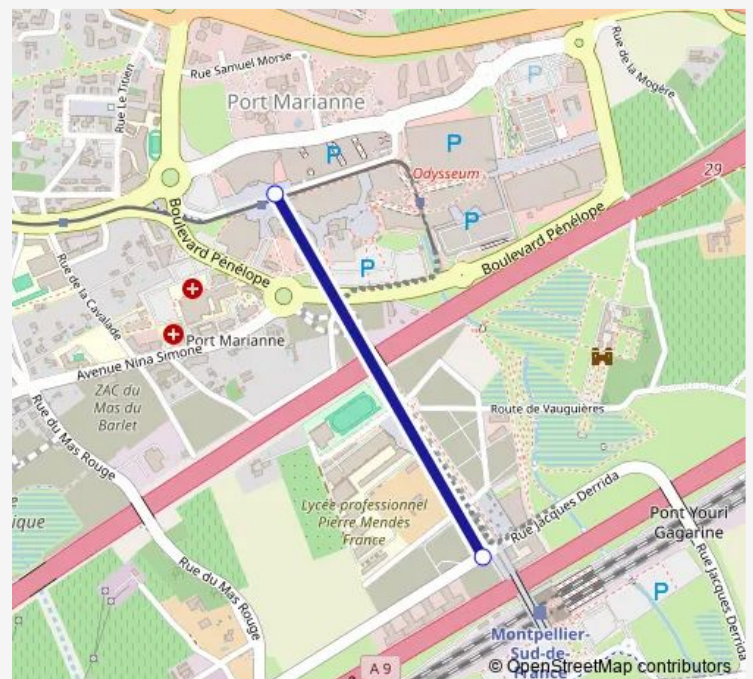 Rue de la Mogère
Rue Samuel Morse
Rue Le Titien
P
Port Marianne
P
P
Odysseum
29
P
Boulevard Pénélope
Boulevard Pénélope
P
Rue de la Cavalade
Port Marianne
Avenue Nina Simone
ZAC du
Mas du
Barlet
Route de Vauguières
Rue du Mas Rouge
Lycée professionnel
Pierre Mendès
France
Rue Jacques Derrida
Pont Youri
Gagarine
ique
Rue du Mas Rouge
Rue Jacques Derrida
P
Montpellier-
Sud-de-
France
A 9
© OpenStreetMap contributors